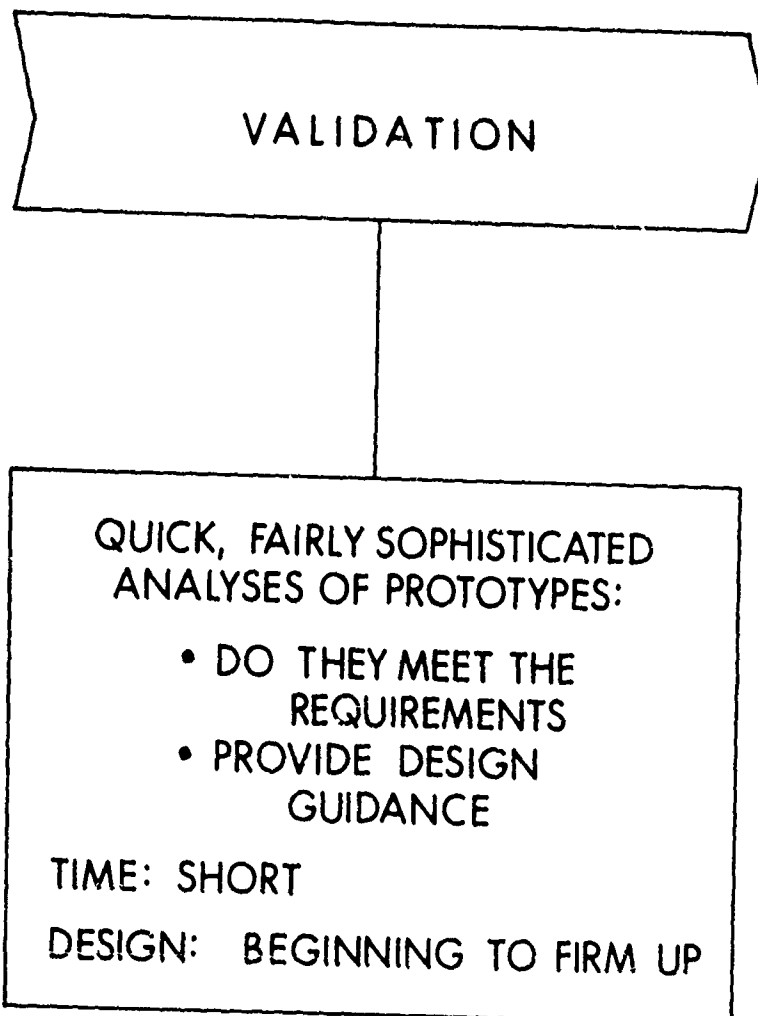 VALIDATION
QUICK, FAIRLY SOPHISTICATED
ANALYSES OF PROTOTYPES:
• DO THEY MEET THE
REQUIREMENTS
• PROVIDE DESIGN
GUIDANCE
TIME: SHORT
DESIGN: BEGINNING TO FIRM UP